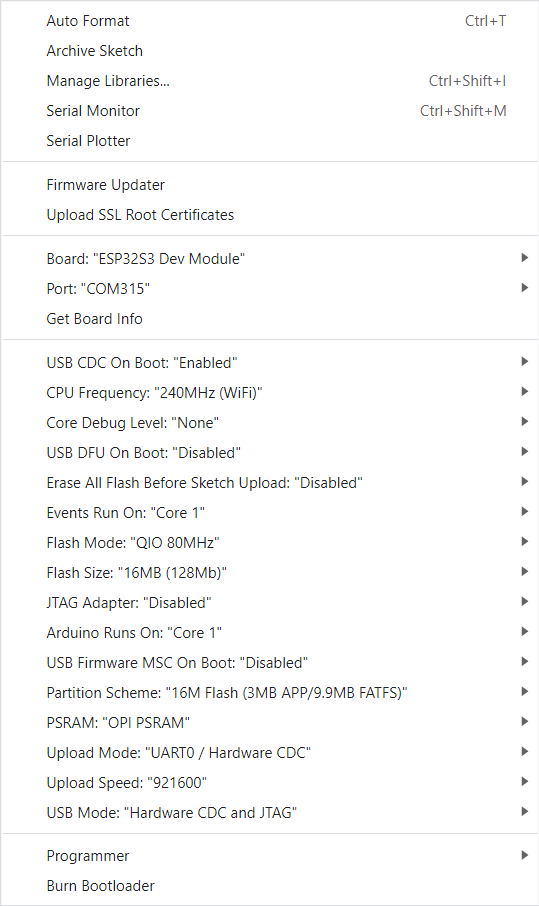 Auto Format Ctrl+T
Archive Sketch
Manage Libraries... Ctrl+Shift+I
Serial Monitor Ctrl+Shift+M
Serial Plotter
Firmware Updater
Upload SSL Root Certificates
Board: "ESP32S3 Dev Module"
Port: "COM315"
Get Board Info
USB CDC On Boot: "Enabled"
CPU Frequency: "240MHz (WiFi)"
Core Debug Level: "None"
USB DFU On Boot: "Disabled"
Erase All Flash Before Sketch Upload: "Disabled"
Events Run On: "Core 1"
Flash Mode: "QIO 80MHz"
Flash Size: "16MB (128Mb)"
JTAG Adapter: "Disabled"
Arduino Runs On: "Core 1"
USB Firmware MSC On Boot: "Disabled"
Partition Scheme: "16M Flash (3MB APP/9.9MB FATFS)"
PSRAM: "OPI PSRAM"
Upload Mode: "UART0 / Hardware CDC"
Upload Speed: "921600"
USB Mode: "Hardware CDC and JTAG"
Programmer
Burn Bootloader